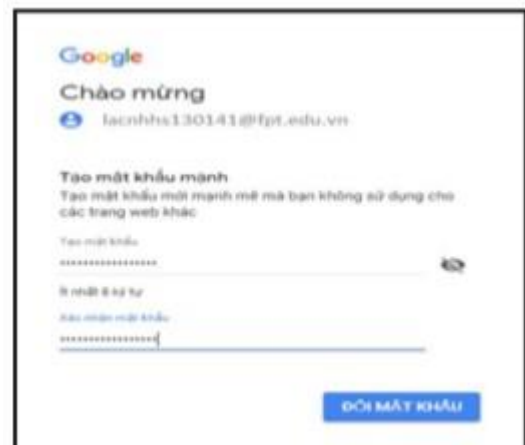 Google
Chào mừng
lacnhhs130141@fpt.edu.vn
Tạo mật khẩu mạnh
Tạo mật khẩu mới mạnh mẽ mà bạn không sử dụng cho
các trang web khác
Tạo mật khẩu
•••••••••••••••••
Ít nhất 8 ký tự
Xác nhận mật khẩu
•••••••••••••••••
ĐỔI MẬT KHẨU